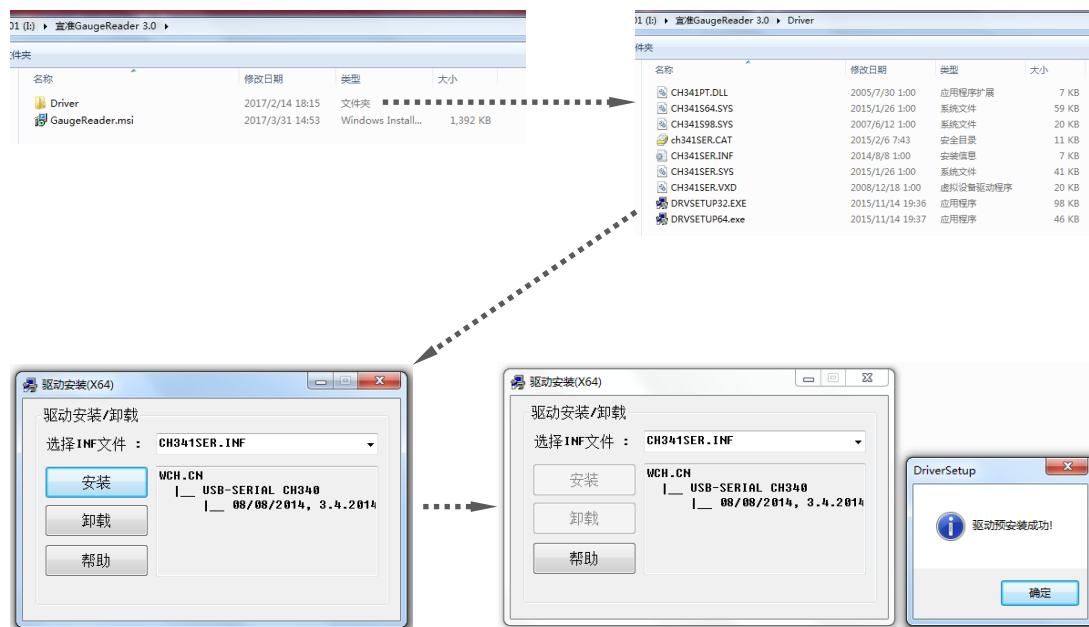 01 (I:) ▸ 宣准GaugeReader 3.0 ▸
文件夹
名称 修改日期 类型 大小
Driver 2017/2/14 18:15 文件夹
GaugeReader.msi 2017/3/31 14:53 Windows Install... 1,392 KB
01 (I:) ▸ 宣准GaugeReader 3.0 ▸ Driver
件夹
名称 修改日期 类型 大小
CH341PT.DLL 2005/7/30 1:00 应用程序扩展 7 KB
CH341S64.SYS 2015/1/26 1:00 系统文件 59 KB
CH341S98.SYS 2007/6/12 1:00 系统文件 20 KB
ch341SER.CAT 2015/2/6 7:43 安全目录 11 KB
CH341SER.INF 2014/8/8 1:00 安装信息 7 KB
CH341SER.SYS 2015/1/26 1:00 系统文件 41 KB
CH341SER.VXD 2008/12/18 1:00 虚拟设备驱动程序 20 KB
DRVSETUP32.EXE 2015/11/14 19:36 应用程序 98 KB
DRVSETUP64.exe 2015/11/14 19:37 应用程序 46 KB
驱动安装(X64)
驱动安装/卸载
选择INF文件 : CH341SER.INF
安装
卸载
帮助
WCH.CN
|__ USB-SERIAL CH340
|__ 08/08/2014, 3.4.2014
驱动安装(X64)
驱动安装/卸载
选择INF文件 : CH341SER.INF
安装
卸载
帮助
WCH.CN
|__ USB-SERIAL CH340
|__ 08/08/2014, 3.4.2014
DriverSetup
驱动预安装成功!
确定